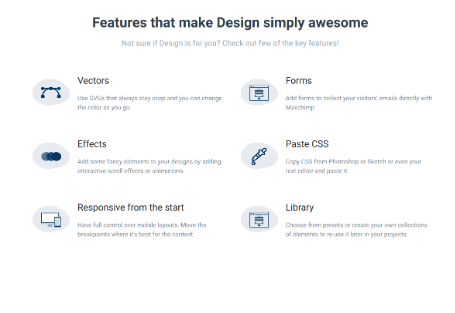 Features that make Design simply awesome
Not sure if Design is for you? Check out few of the key features!
Vectors
Use SVGs that always stay crisp and you can change
the color as you go.
Forms
Add forms to collect your visitors' emails directly with
Mailchimp.
Effects
Add some fancy elements to your designs by adding
interactive scroll effects or animations.
Paste CSS
Copy CSS from Photoshop or Sketch or even your
text editor and paste it.
Responsive from the start
Have full control over mobile layouts. Move the
breakpoints where it's best for the content.
Library
Choose from presets or create your own collections
of elements to re-use it later in your projects.